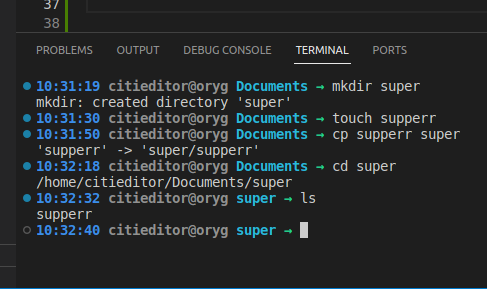 37
38
PROBLEMS OUTPUT DEBUG CONSOLE TERMINAL PORTS
10:31:19 citieditor@oryg Documents → mkdir super
mkdir: created directory 'super'
10:31:30 citieditor@oryg Documents → touch supperr
10:31:50 citieditor@oryg Documents → cp supperr super
'supperr' -> 'super/supperr'
10:32:18 citieditor@oryg Documents → cd super
/home/citieditor/Documents/super
10:32:32 citieditor@oryg super → ls
supperr
10:32:40 citieditor@oryg super →